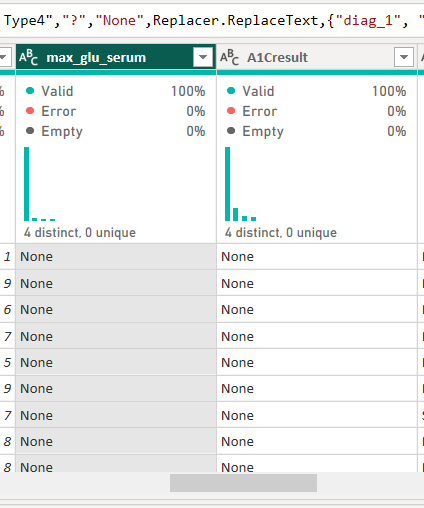 Type4","?","None",Replacer.ReplaceText,{"diag_1", "
% ABC max_glu_serum ABC A1Cresult
% Valid 100% Valid 100%
% Error 0% Error 0%
% Empty 0% Empty 0%
4 distinct, 0 unique 4 distinct, 0 unique
1 None None
9 None None
6 None None
7 None None
5 None None
9 None None
7 None None
8 None None
8 None None